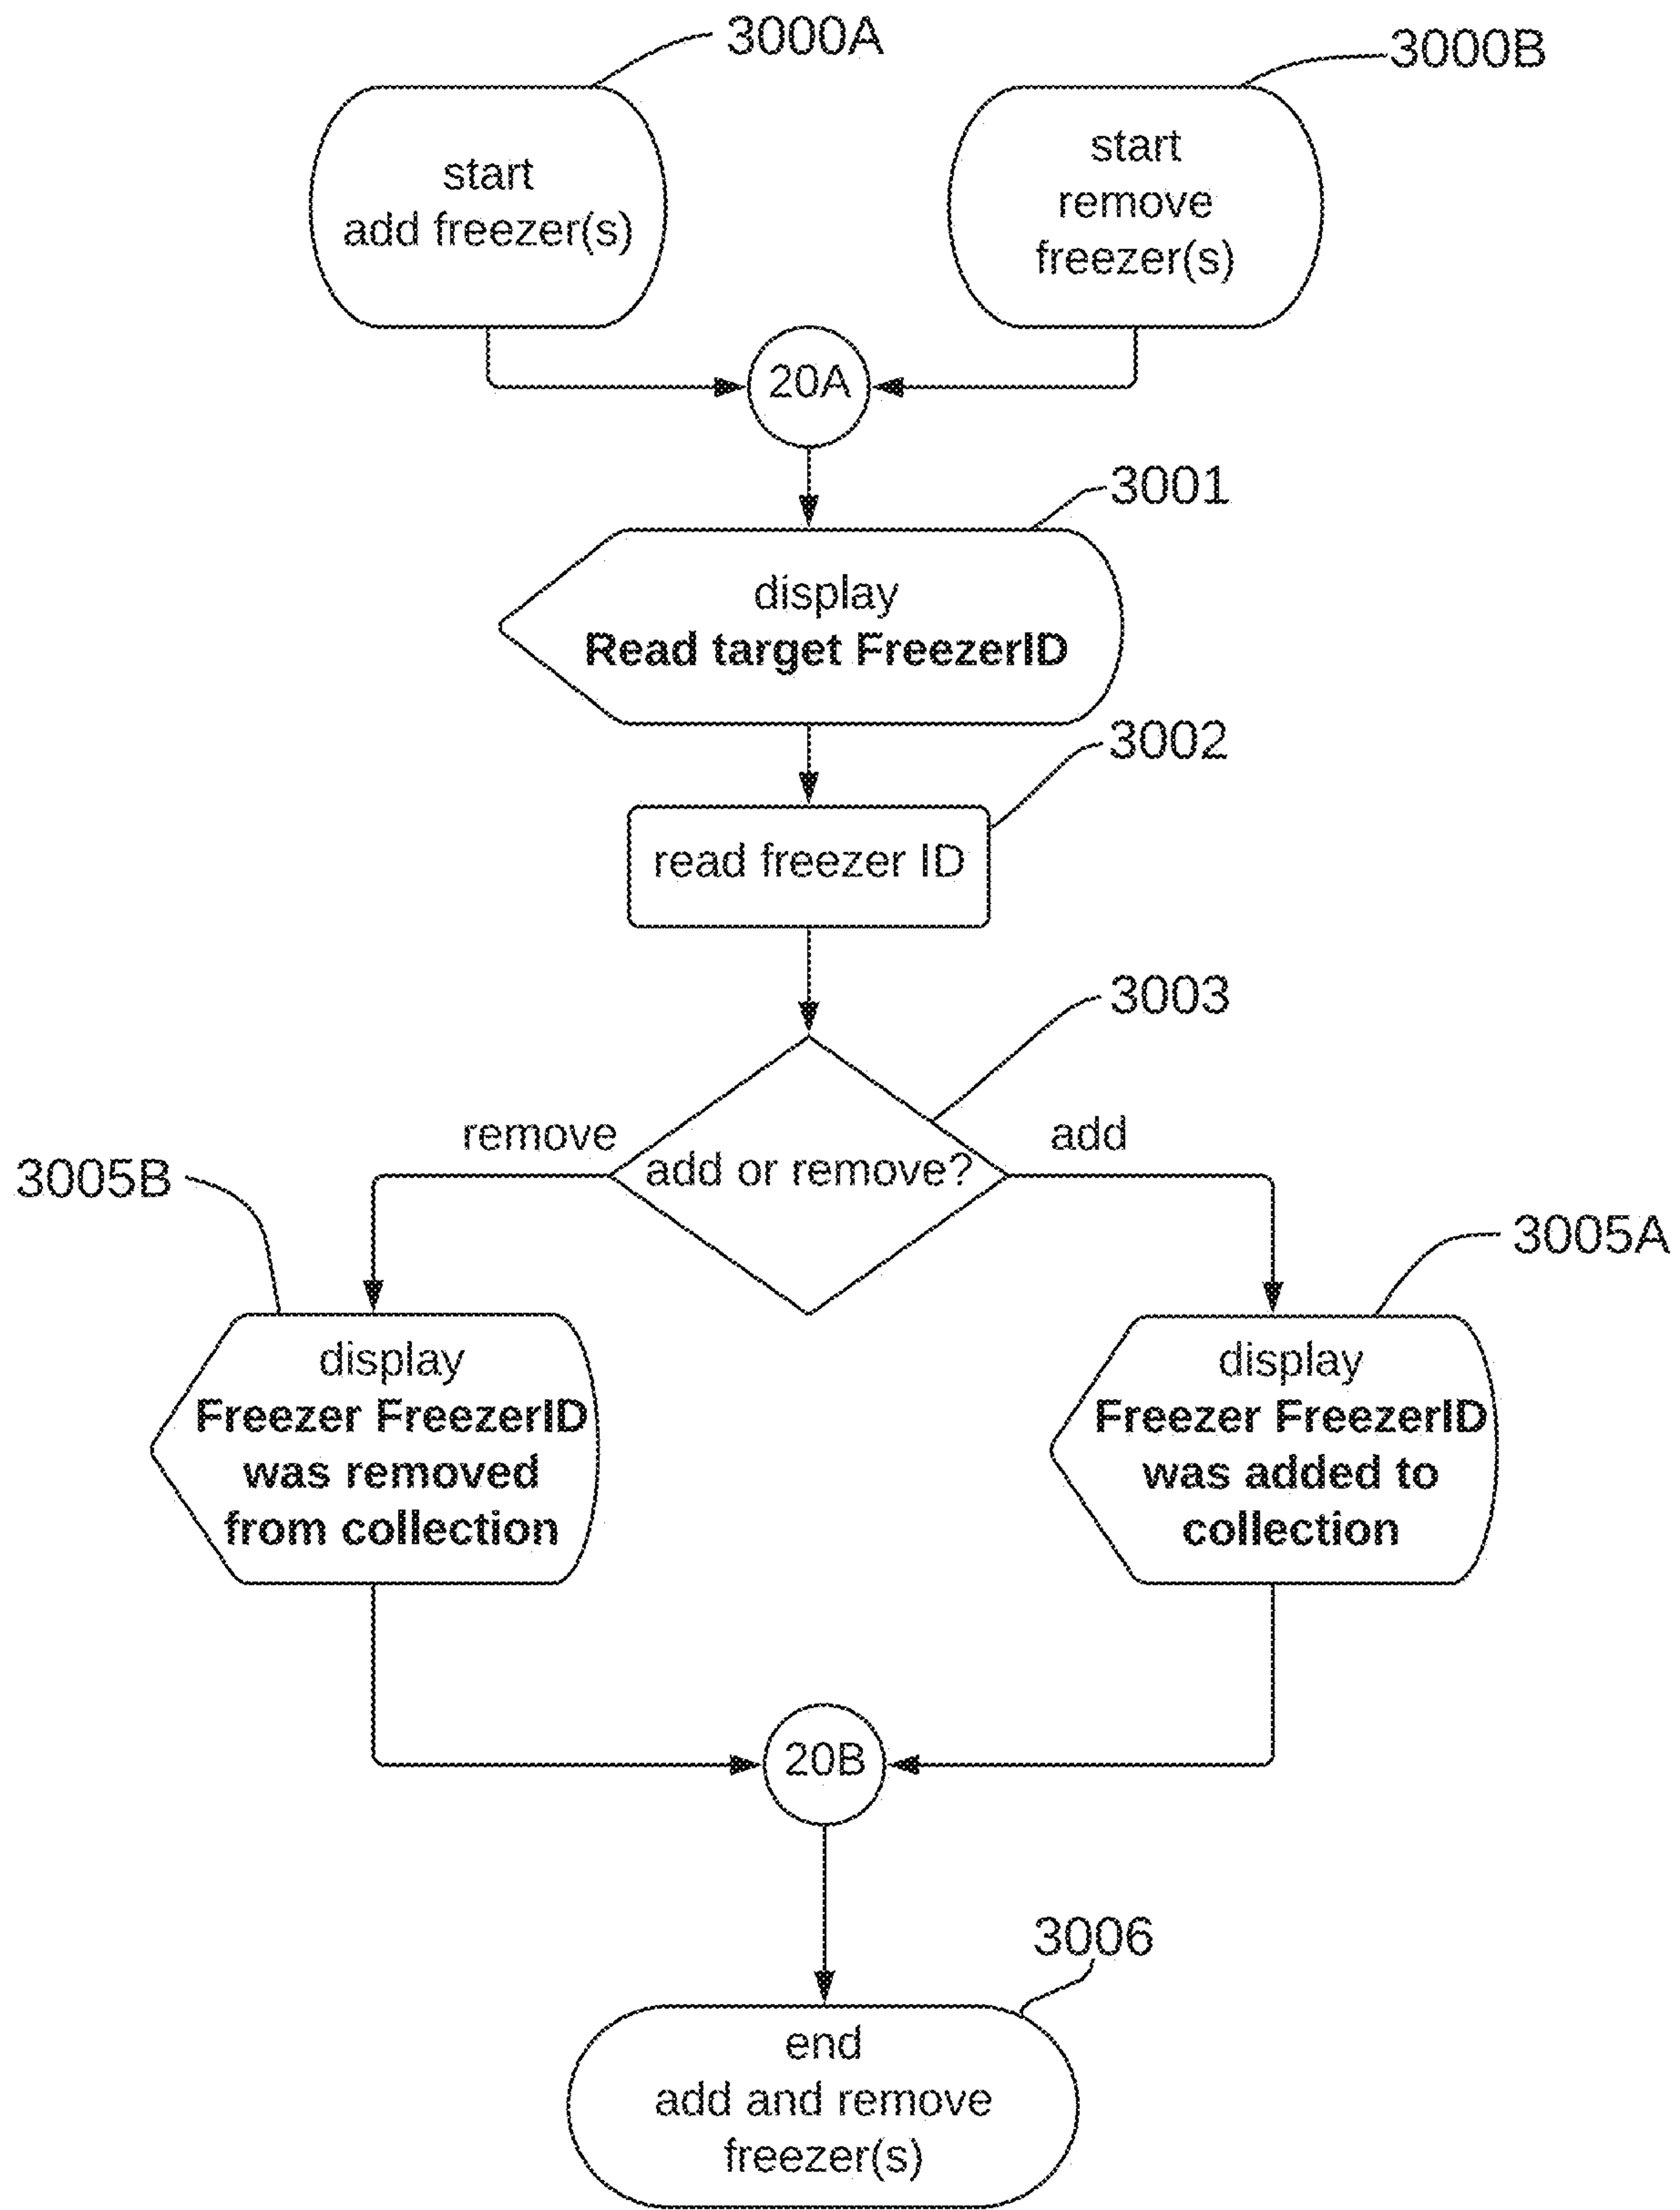 3000A
3000B
start
add freezer(s)
start
remove
freezer(s)
20A
3001
display
Read target FreezerID
3002
read freezer ID
3003
remove
add or remove?
add
3005B
3005A
display
Freezer FreezerID
was removed
from collection
display
Freezer FreezerID
was added to
collection
20B
3006
end
add and remove
freezer(s)